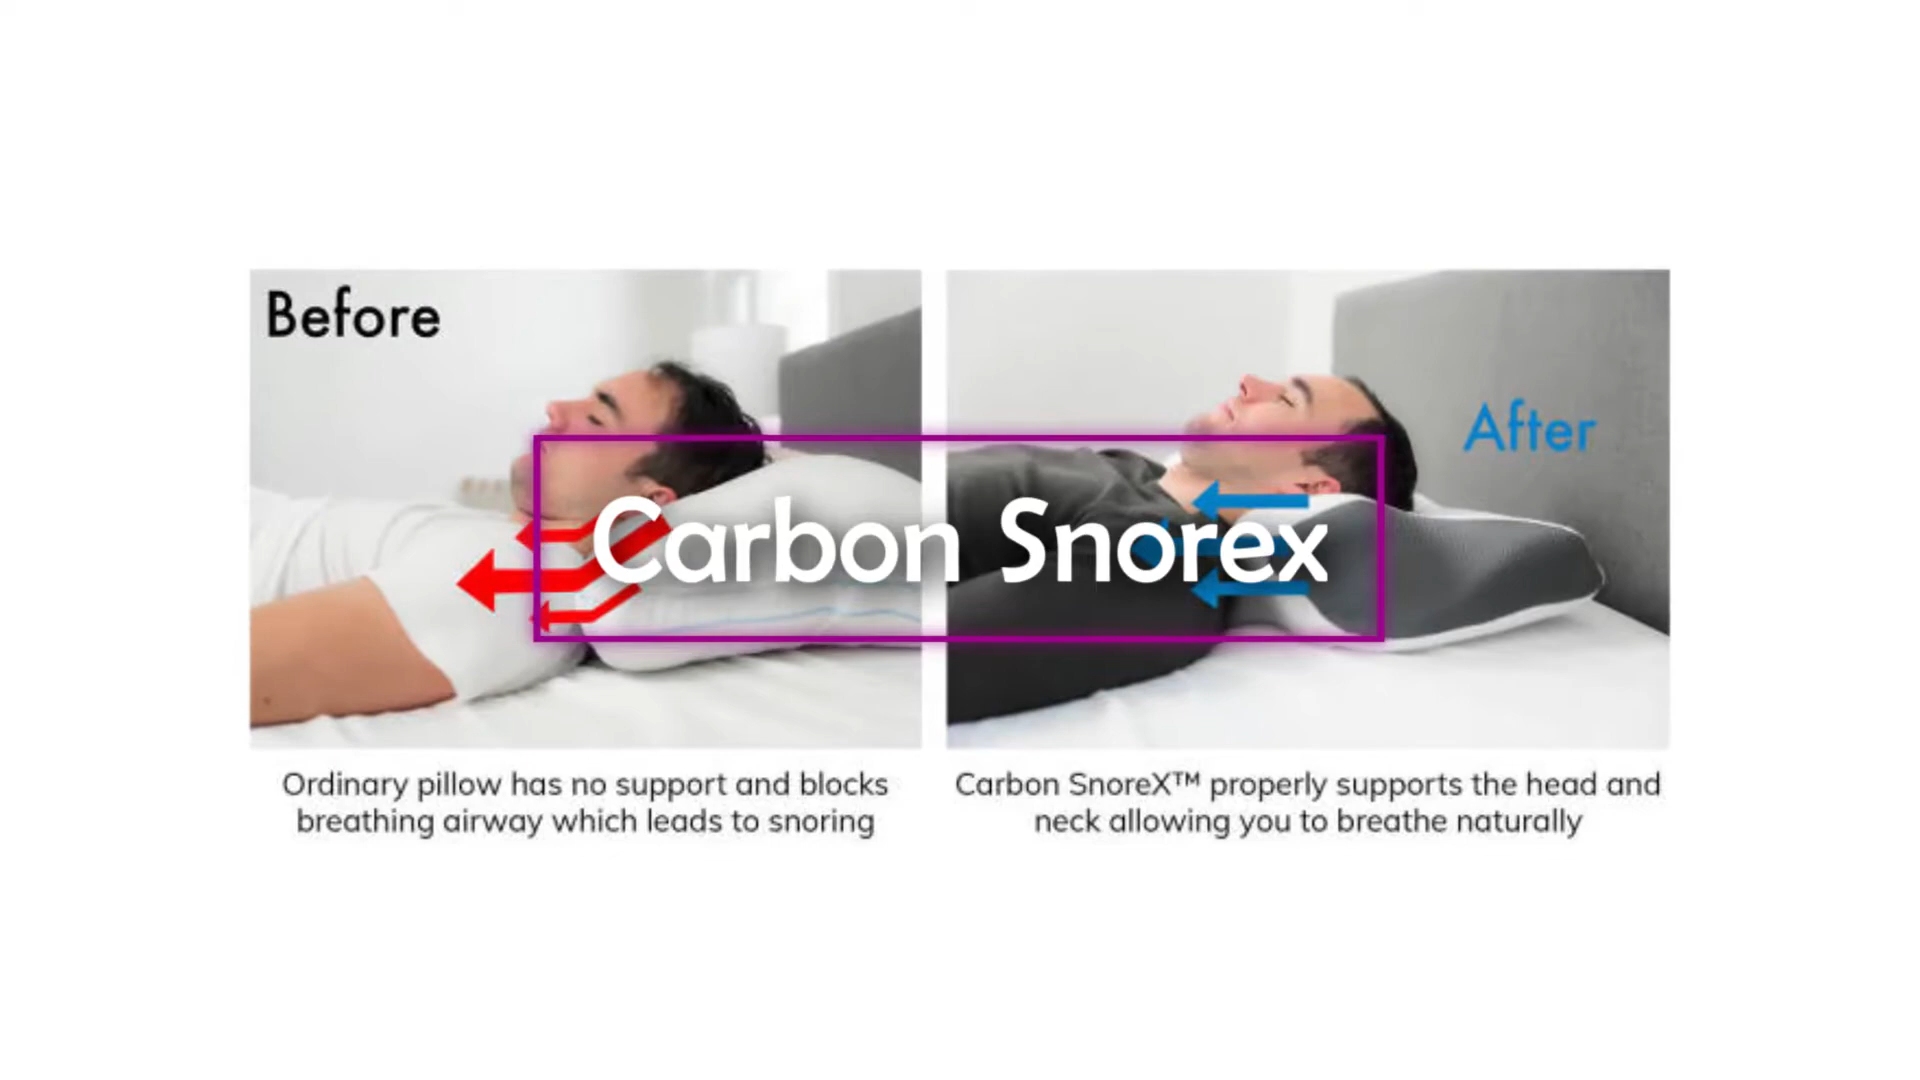 Before
After
Carbon Snorex
Ordinary pillow has no support and blocks
breathing airway which leads to snoring
Carbon SnoreX™ properly supports the head and
neck allowing you to breathe naturally